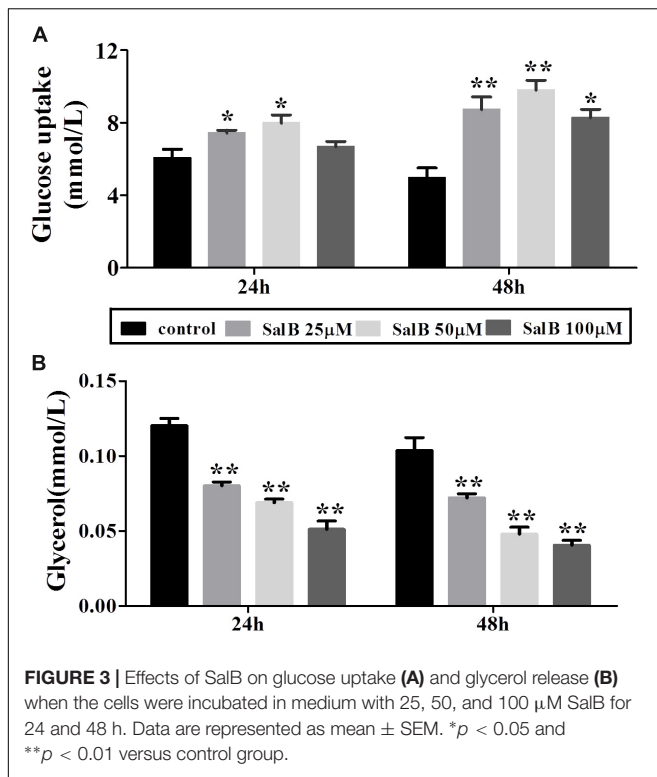 A
Glucose uptake
(mmol/L)
12
8
4
0
* * ** ** *
24h 48h
control SalB 25μM SalB 50μM SalB 100μM
B
Glycerol(mmol/L)
0.15
0.10
0.05
0.00
** ** ** ** ** **
24h 48h
FIGURE 3 | Effects of SalB on glucose uptake (A) and glycerol release (B)
when the cells were incubated in medium with 25, 50, and 100 μM SalB for
24 and 48 h. Data are represented as mean ± SEM. *p < 0.05 and
**p < 0.01 versus control group.